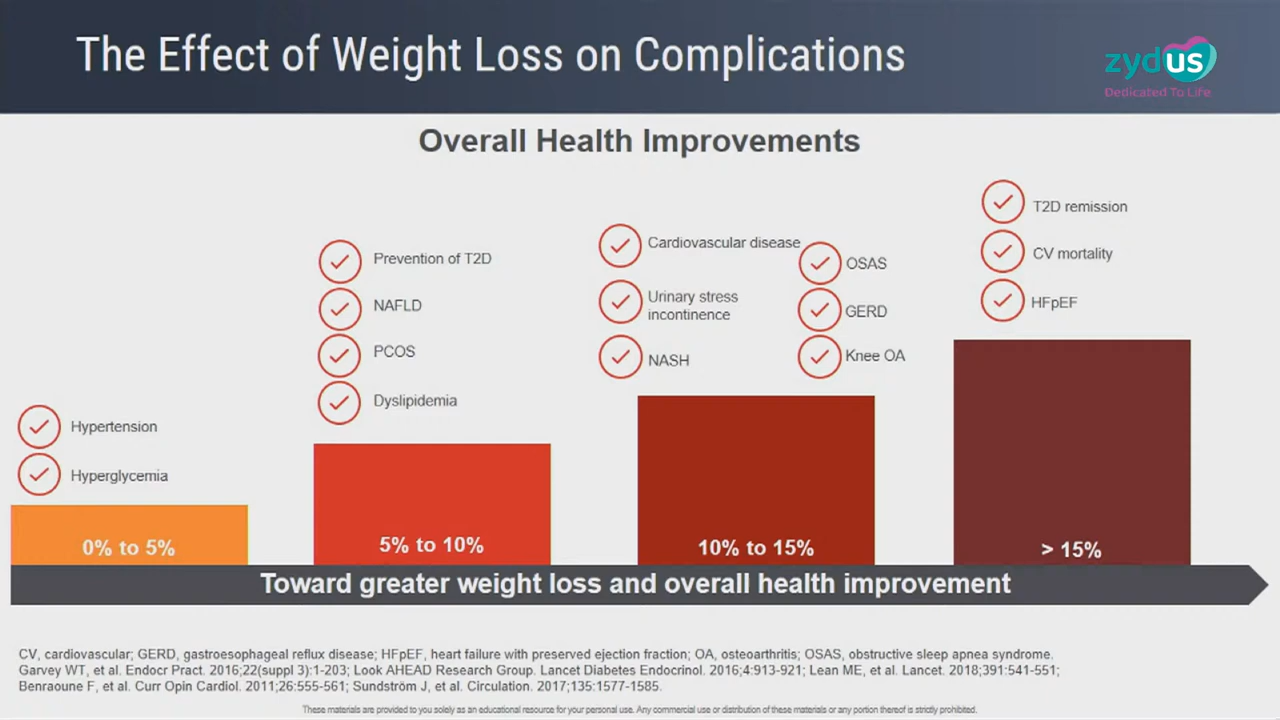 The Effect of Weight Loss on Complications
zydus
Dedicated To Life
Overall Health Improvements
Hypertension
Hyperglycemia
0% to 5%
Prevention of T2D
NAFLD
PCOS
Dyslipidemia
5% to 10%
Cardiovascular disease
Urinary stress
incontinence
NASH
OSAS
GERD
Knee OA
10% to 15%
T2D remission
CV mortality
HFpEF
> 15%
Toward greater weight loss and overall health improvement
CV, cardiovascular; GERD, gastroesophageal reflux disease; HFpEF, heart failure with preserved ejection fraction; OA, osteoarthritis; OSAS, obstructive sleep apnea syndrome.
Garvey WT, et al. Endocr Pract. 2016;22(suppl 3):1-203; Look AHEAD Research Group. Lancet Diabetes Endocrinol. 2016;4:913-921; Lean ME, et al. Lancet. 2018;391:541-551;
Benraoune F, et al. Curr Opin Cardiol. 2011;26:555-561; Sundström J, et al. Circulation. 2017;135:1577-1585.
These materials are provided to you solely as an educational resource for your personal use. Any commercial use or distribution of these materials or any portion thereof is strictly prohibited.